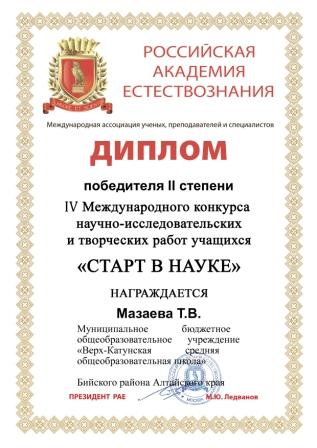 РОССИЙСКАЯ
АКАДЕМИЯ
ЕСТЕСТВОЗНАНИЯ
Международная ассоциация ученых, преподавателей и специалистов
ДИПЛОМ
победителя II степени
IV Международного конкурса
научно-исследовательских
и творческих работ учащихся
«СТАРТ В НАУКЕ»
НАГРАЖДАЕТСЯ
Мазаева Т.В.
Муниципальное бюджетное
общеобразовательное учреждение
«Верх-Катунская средняя
общеобразовательная школа»
Бийского района Алтайского края
ПРЕЗИДЕНТ РАЕ
М.Ю. Ледванов